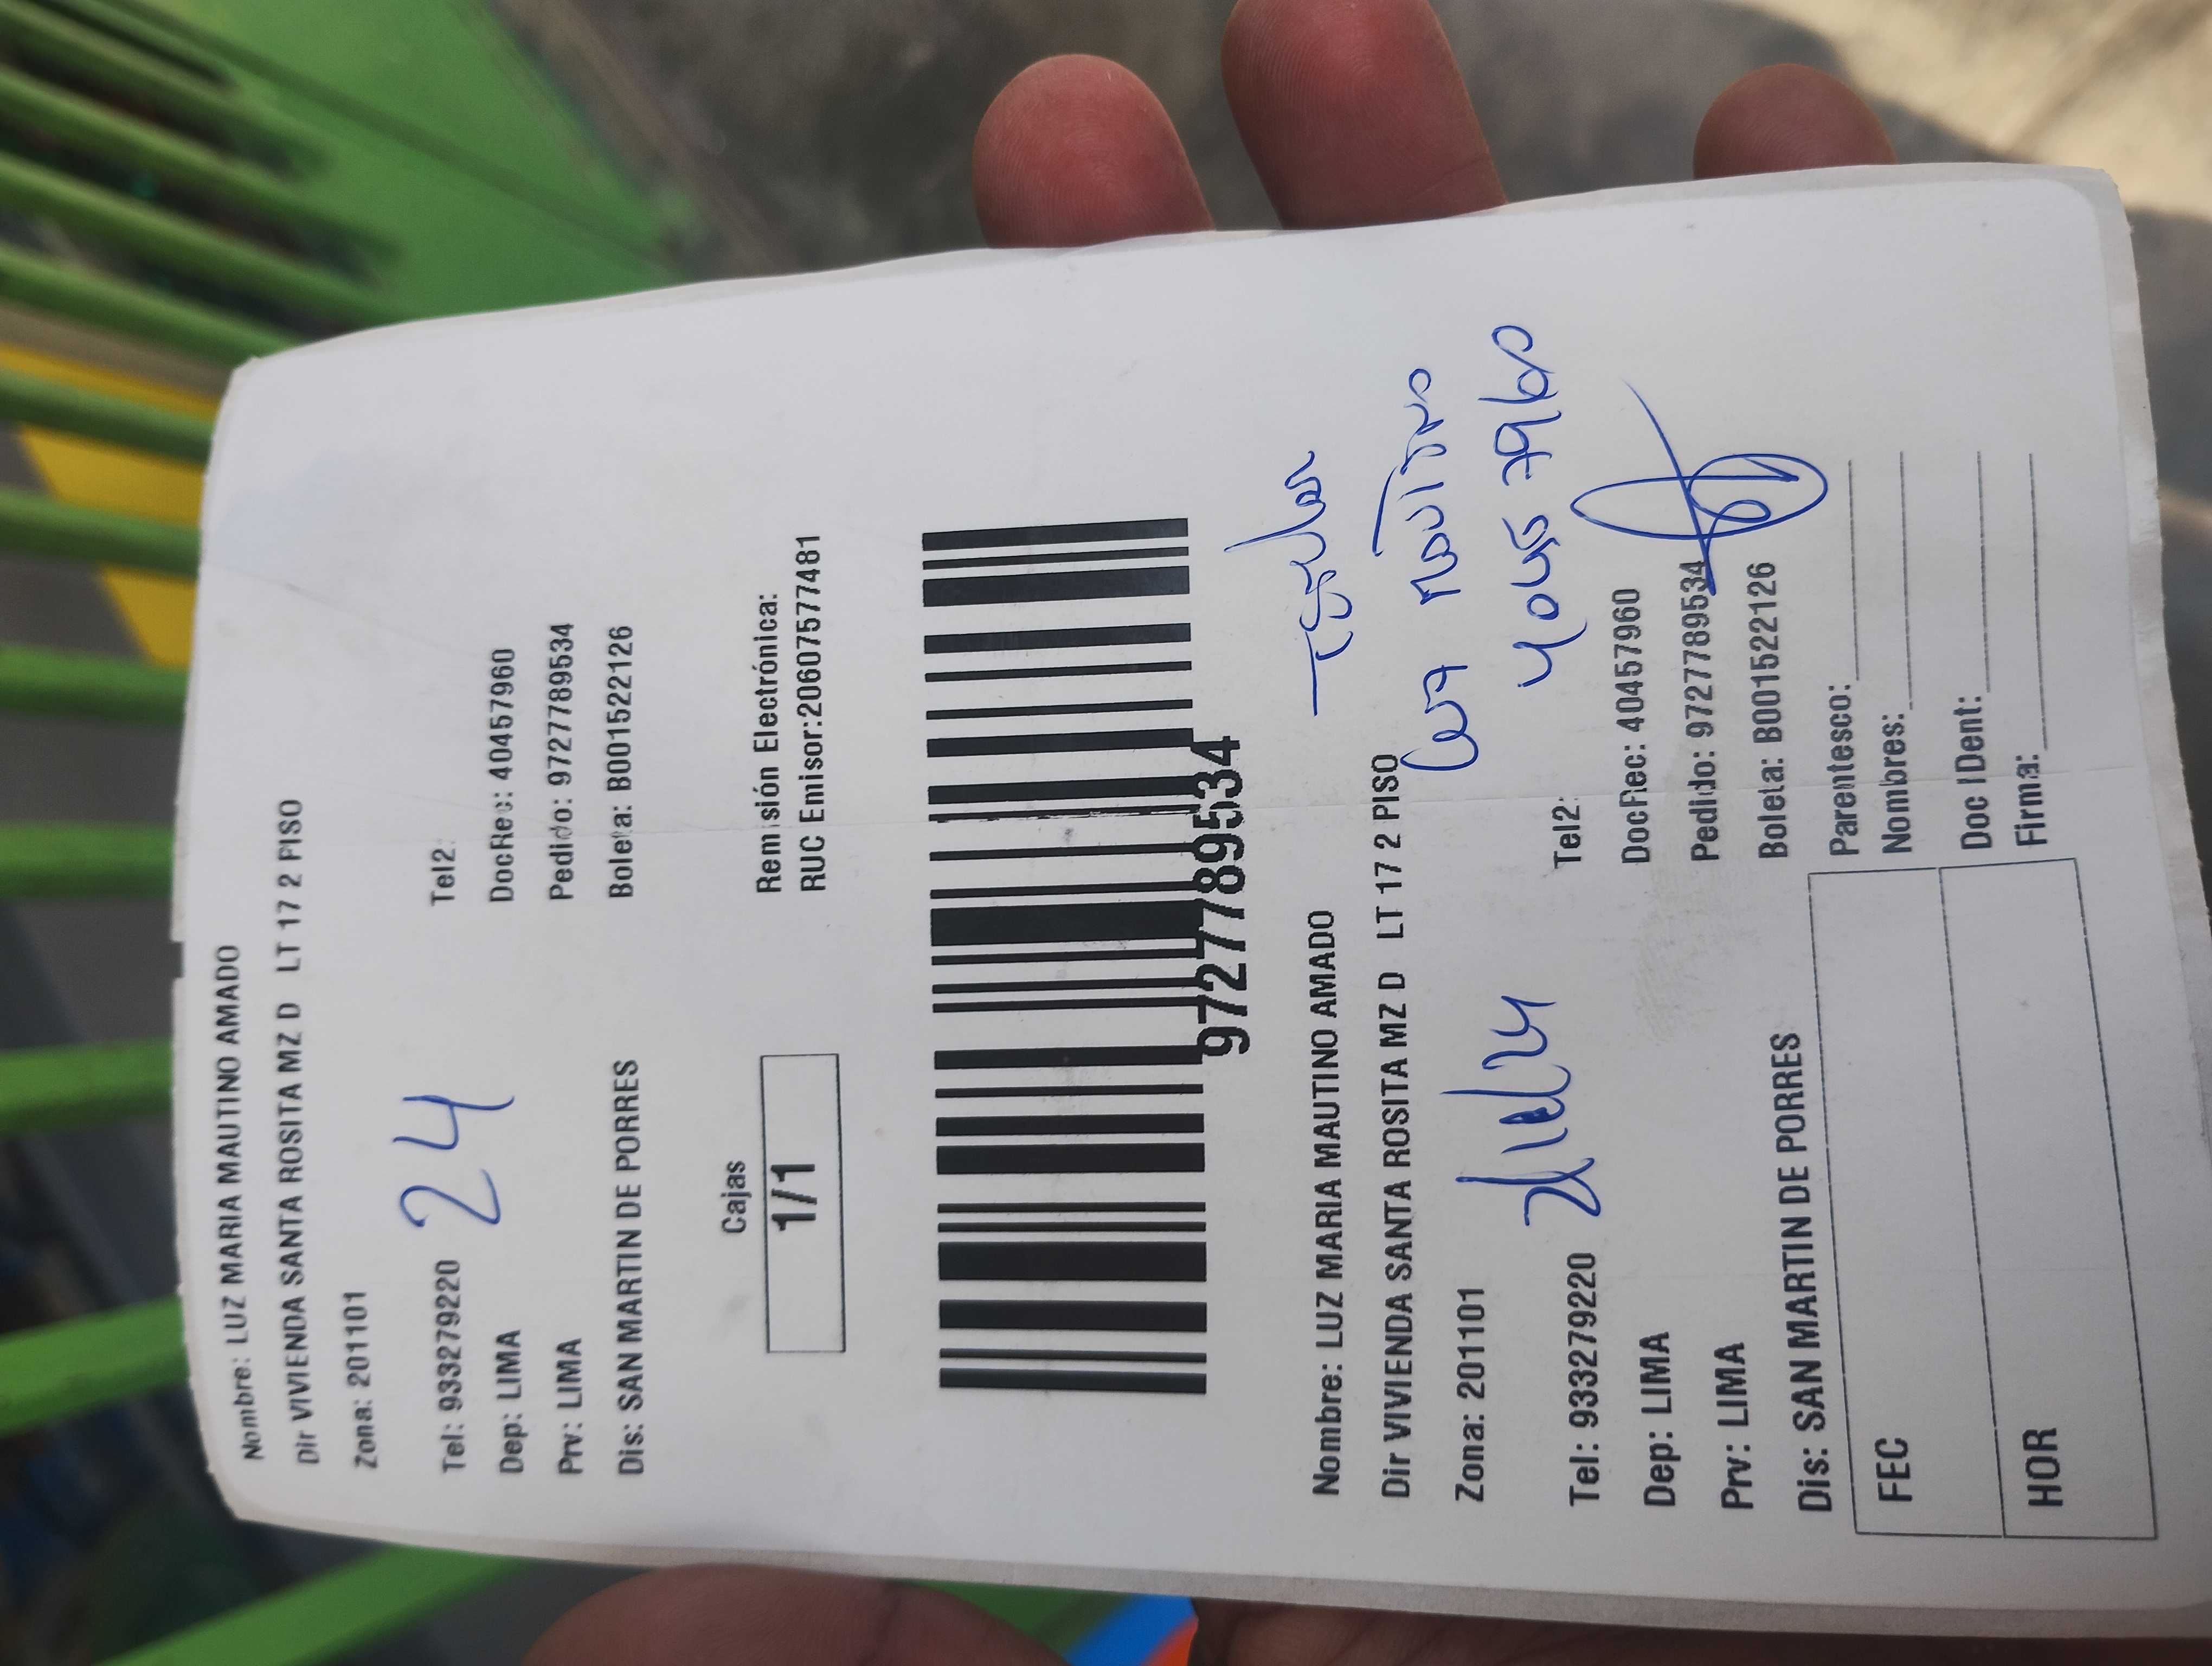 Nombre: LUZ MARIA MAUTINO AMADO
Dir VIVIENDA SANTA ROSITA MZ D LT 17 2 PISO
Zona: 201101
24
Tel: 933279220 Tel2:
Dep: LIMA DocRec: 40457960
Prv: LIMA Pedido: 9727789534
Dis: SAN MARTIN DE PORRES Boleta: B001522126
Cajas Remisión Electrónica:
1/1 RUC Emisor:20607577481
9727789534
Titular
Nombre: LUZ MARIA MAUTINO AMADO
Dir VIVIENDA SANTA ROSITA MZ D LT 17 2 PISO
Luz Mautino
Zona: 201101
40457960
Tel: 933279220 Tel2:
Dep: LIMA DocRec: 40457960
Prv: LIMA Pedido: 9727789534
Dis: SAN MARTIN DE PORRES Boleta: B001522126
FEC Parentesco:
Nombres:
HOR Doc IDent:
Firma: